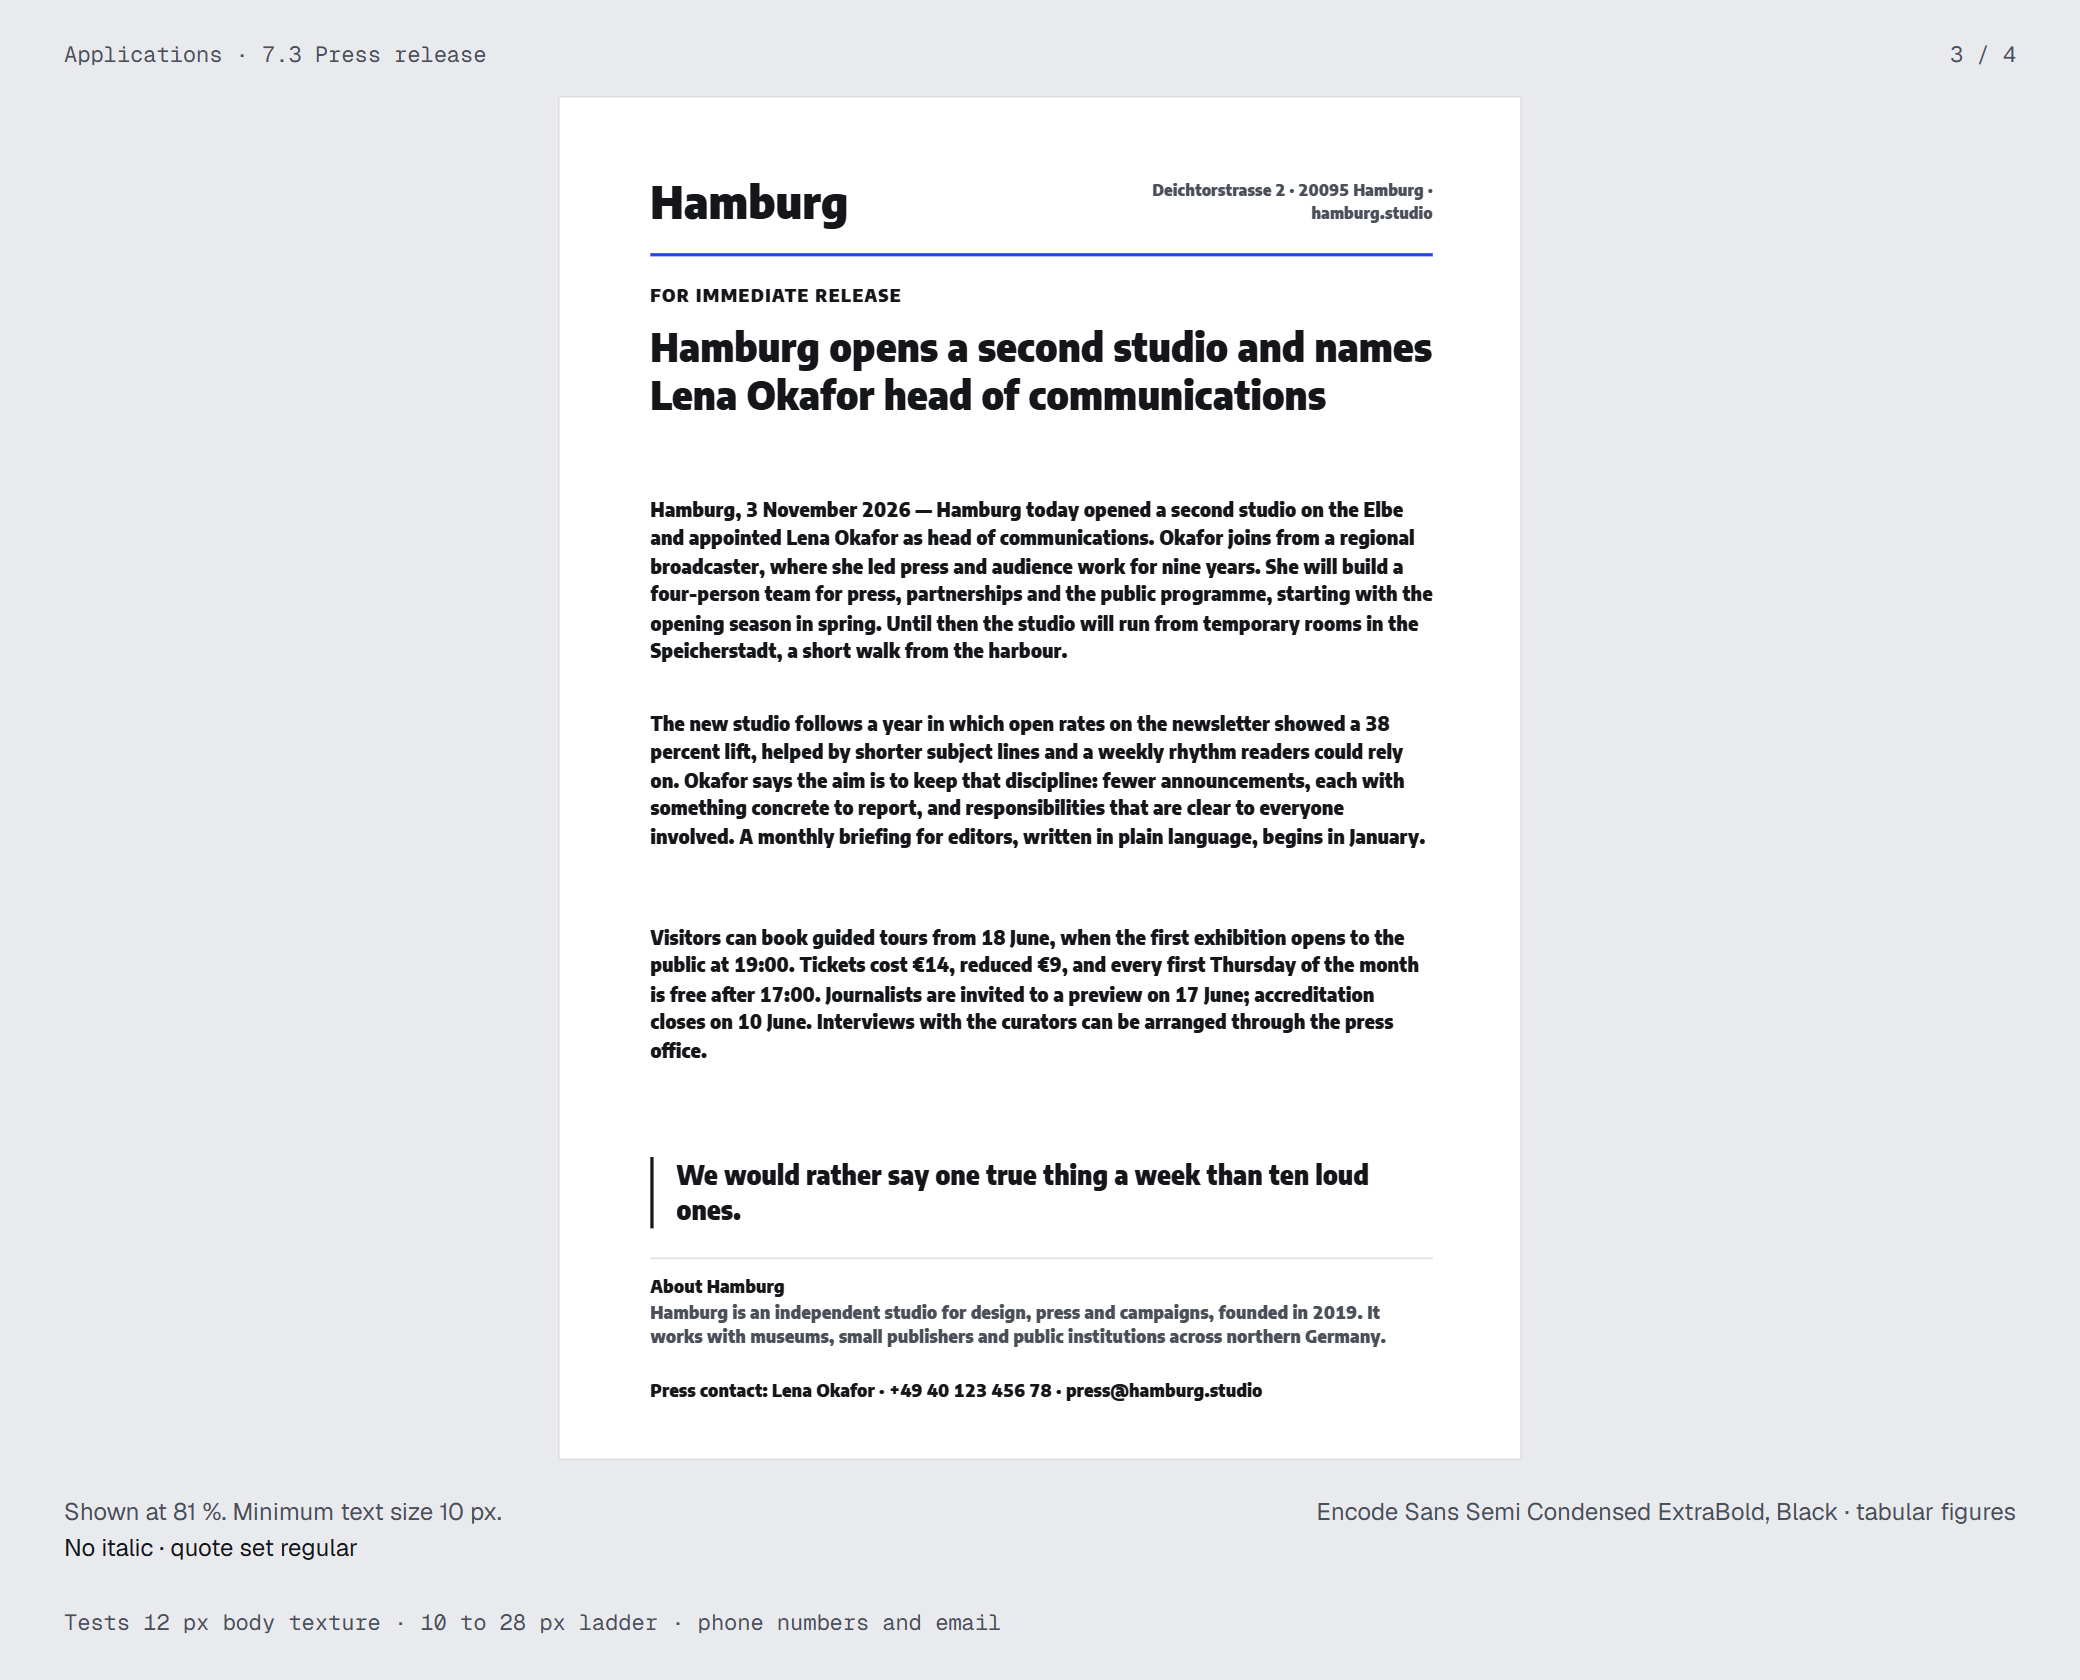 Applications · 7.3 Press release
3 / 4
Hamburg
Deichtorstrasse 2 · 20095 Hamburg ·
hamburg.studio
FOR IMMEDIATE RELEASE
Hamburg opens a second studio and names
Lena Okafor head of communications
Hamburg, 3 November 2026 — Hamburg today opened a second studio on the Elbe
and appointed Lena Okafor as head of communications. Okafor joins from a regional
broadcaster, where she led press and audience work for nine years. She will build a
four-person team for press, partnerships and the public programme, starting with the
opening season in spring. Until then the studio will run from temporary rooms in the
Speicherstadt, a short walk from the harbour.
The new studio follows a year in which open rates on the newsletter showed a 38
percent lift, helped by shorter subject lines and a weekly rhythm readers could rely
on. Okafor says the aim is to keep that discipline: fewer announcements, each with
something concrete to report, and responsibilities that are clear to everyone
involved. A monthly briefing for editors, written in plain language, begins in January.
Visitors can book guided tours from 18 June, when the first exhibition opens to the
public at 19:00. Tickets cost €14, reduced €9, and every first Thursday of the month
is free after 17:00. Journalists are invited to a preview on 17 June; accreditation
closes on 10 June. Interviews with the curators can be arranged through the press
office.
We would rather say one true thing a week than ten loud
ones.
About Hamburg
Hamburg is an independent studio for design, press and campaigns, founded in 2019. It
works with museums, small publishers and public institutions across northern Germany.
Press contact: Lena Okafor · +49 40 123 456 78 · press@hamburg.studio
Shown at 81 %. Minimum text size 10 px.
No italic · quote set regular
Encode Sans Semi Condensed ExtraBold, Black · tabular figures
Tests 12 px body texture · 10 to 28 px ladder · phone numbers and email